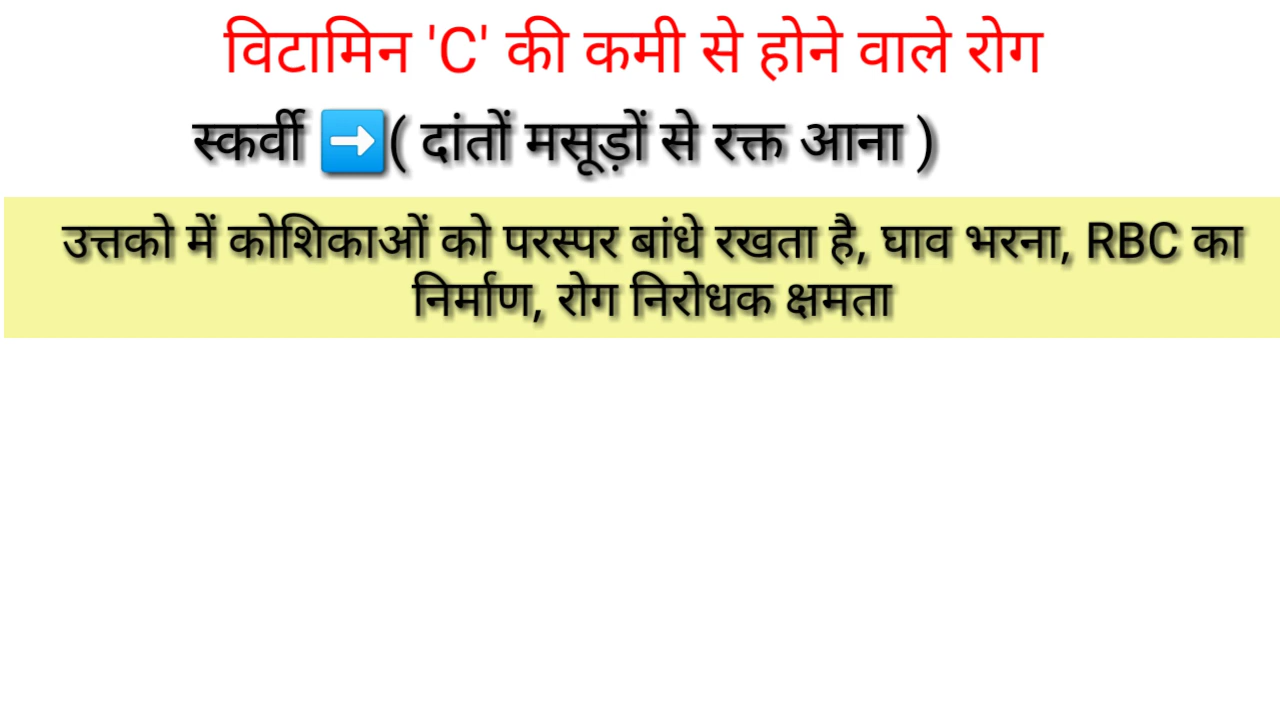 विटामिन 'C' की कमी से होने वाले रोग
स्कर्वी ➡️( दांतों मसूड़ों से रक्त आना )
उत्तको में कोशिकाओं को परस्पर बांधे रखता है, घाव भरना, RBC का
निर्माण, रोग निरोधक क्षमता